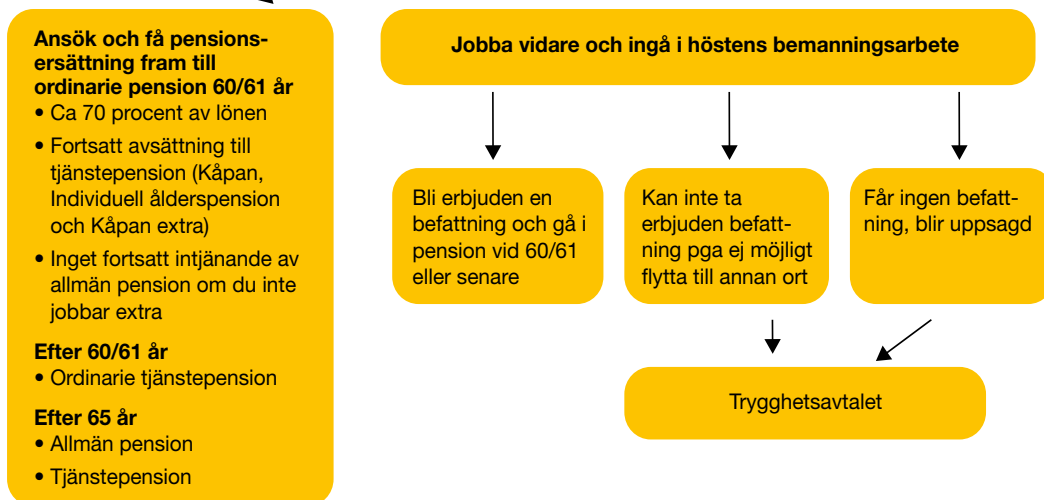 Ansök och få pensions-
ersättning fram till
ordinarie pension 60/61 år
• Ca 70 procent av lönen
• Fortsatt avsättning till
tjänstepension (Kåpan,
Individuell ålderspension
och Kåpan extra)
• Inget fortsatt intjänande av
allmän pension om du inte
jobbar extra
Efter 60/61 år
• Ordinarie tjänstepension
Efter 65 år
• Allmän pension
• Tjänstepension
Jobba vidare och ingå i höstens bemanningsarbete
Bli erbjuden en
befattning och gå i
pension vid 60/61
eller senare
Kan inte ta
erbjuden befatt-
ning pga ej möjligt
flytta till annan ort
Får ingen befatt-
ning, blir uppsagd
Trygghetsavtalet